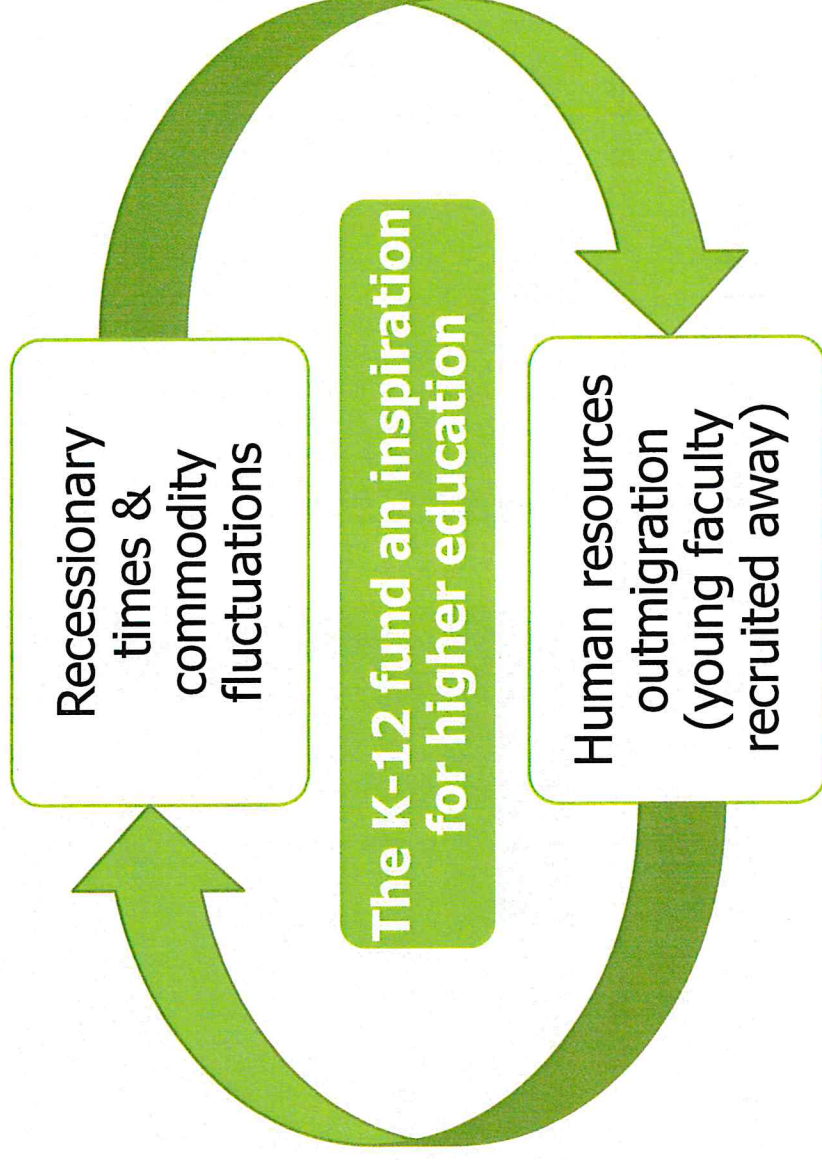 Recessionary
times &
commodity
fluctuations
The K-12 fund an inspiration
for higher education
Human resources
outmigration
(young faculty
recruited away)